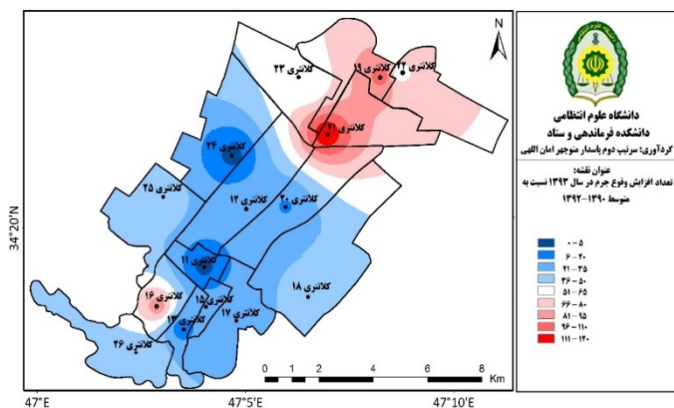 N
دانشگاه علوم انتظامی
دانشگاه علوم انتظامی
دانشکده فرماندهی و ستاد
گردآوری: سرتیپ دوم پاسدار منوچهر امان اللهی
عنوان نقشه:
تعداد افزایش وقوع جرم در سال ۱۳۹۳ نسبت به
متوسط ۱۳۹۰-۱۳۹۲
۰ - ۵
۶ - ۲۰
۲۱ - ۳۵
۳۶ - ۵۰
۵۱ - ۶۵
۶۶ - ۸۰
۸۱ - ۹۵
۹۶ - ۱۱۰
۱۱۱ - ۱۲۰
کلانتری ۲۲
کلانتری ۱۹
کلانتری ۲۳
کلانتری ۲۱
کلانتری ۲۴
کلانتری ۲۵
کلانتری ۱۲
کلانتری ۲۰
کلانتری ۱۱
کلانتری ۱۸
کلانتری ۱۶
کلانتری ۱۵
کلانتری ۱۷
کلانتری ۱۳
کلانتری ۲۶
34°20'N
0 1 2 4 6 8
Km
47°E 47°5'E 47°10'E